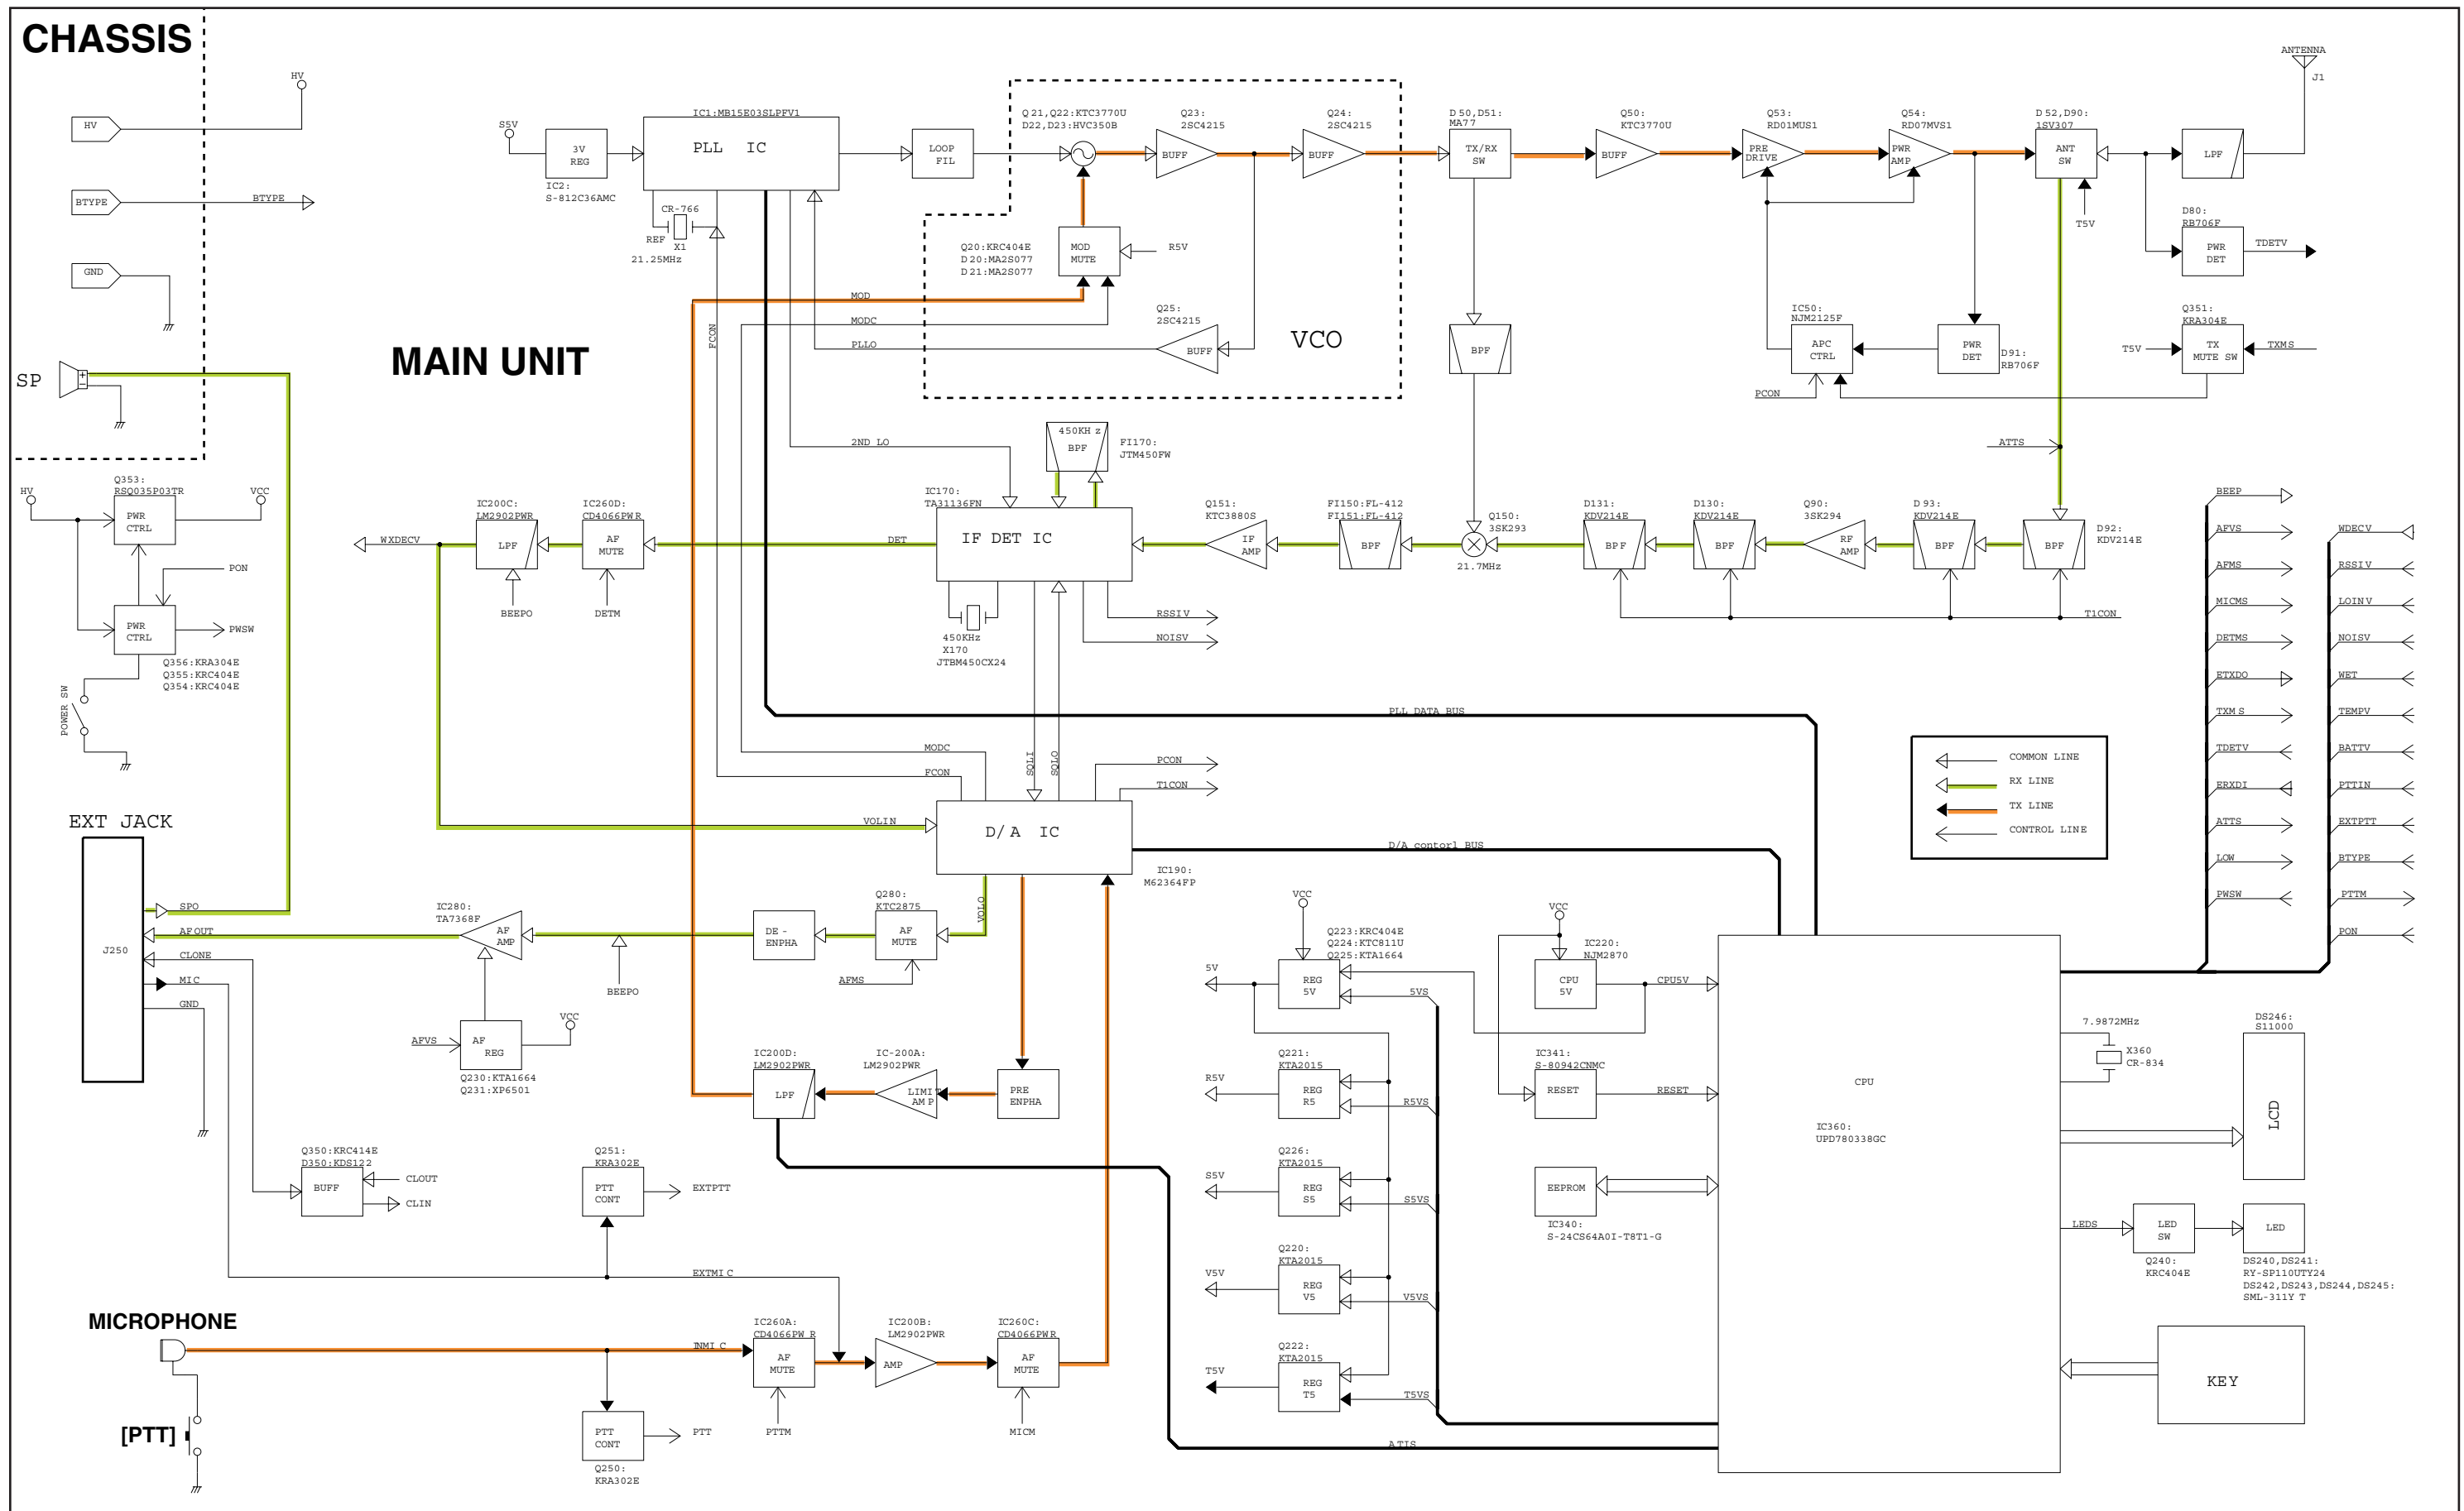 CHASSIS
HV
BTYPE
BTYPE
GND
SP
HV
MAIN UNIT
S5V
3V
REG
IC2:
S-812C36AMC
IC1:MB15E03SLPFV1
PLL IC
CR-766
REF
X1
21.25MHz
LOOP
FIL
Q21,Q22:KTC3770U
D22,D23:HVC350B
Q23:
2SC4215
BUFF
Q24:
2SC4215
BUFF
Q20:KRC404E
D20:MA2S077
D21:MA2S077
MOD
MUTE
R5V
MOD
MODC
PLLO
FCON
Q25:
2SC4215
BUFF
VCO
D50,D51:
MA77
TX/RX
SW
BPF
Q50:
KTC3770U
BUFF
Q53:
RD01MUS1
PRE
DRIVE
Q54:
RD07MVS1
PWR
AMP
D52,D90:
1SV307
ANT
SW
T5V
LPF
ANTENNA
J1
D80:
RB706F
PWR
DET
TDETV
IC50:
NJM2125F
APC
CTRL
PCON
PWR
DET
D91:
RB706F
Q351:
KRA304E
T5V
TX
MUTE SW
TXMS
ATTS
Q353:
RSQ035P03TR
HV
PWR
CTRL
VCC
PON
PWR
CTRL
PWSW
Q356:KRA304E
Q355:KRC404E
Q354:KRC404E
POWER SW
WXDECV
IC200C:
LM2902PWR
LPF
BEEPO
IC260D:
CD4066PWR
AF
MUTE
DETM
DET
2ND LO
IC170:
TA31136FN
IF DET IC
450KHz
BPF
FI170:
JTM450FW
450KHz
X170
JTBM450CX24
RSSIV
NOISV
Q151:
KTC3880S
IF
AMP
FI150:FL-412
FI151:FL-412
BPF
Q150:
3SK293
21.7MHz
D131:
KDV214E
BPF
D130:
KDV214E
BPF
Q90:
3SK294
RF
AMP
D93:
KDV214E
BPF
D92:
KDV214E
BPF
T1CON
BEEP
AFVS
AFMS
MICMS
DETMS
ETXDO
TXMS
TDETV
ERXDI
ATTS
LOW
PWSW
WDECV
RSSIV
LOINV
NOISV
WET
TEMPV
BATTV
PTTIN
EXTPTT
BTYPE
PTTM
PON
COMMON LINE
RX LINE
TX LINE
CONTROL LINE
PLL DATA BUS
MODC
FCON
SQLI
SQLO
PCON
T1CON
VOLIN
D/A IC
IC190:
M62364FP
D/A contorl BUS
EXT JACK
J250
SPO
AFOUT
CLONE
MIC
GND
IC280:
TA7368F
AF
AMP
BEEPO
DE-
ENPHA
Q280:
KTC2875
AF
MUTE
AFMS
VOLO
AFVS
AF
REG
VCC
Q230:KTA1664
Q231:XP6501
IC200D:
LM2902PWR
LPF
IC-200A:
LM2902PWR
LIMIT
AMP
PRE
ENPHA
Q350:KRC414E
D350:KDS122
BUFF
CLOUT
CLIN
Q251:
KRA302E
PTT
CONT
EXTPTT
EXTMIC
MICROPHONE
[PTT]
INMIC
PTT
CONT
PTT
Q250:
KRA302E
IC260A:
CD4066PWR
AF
MUTE
PTTM
IC200B:
LM2902PWR
AMP
IC260C:
CD4066PWR
AF
MUTE
MICM
VCC
Q223:KRC404E
Q224:KTC811U
Q225:KTA1664
5V
REG
5V
5VS
Q221:
KTA2015
R5V
REG
R5
R5VS
Q226:
KTA2015
S5V
REG
S5
S5VS
Q220:
KTA2015
V5V
REG
V5
V5VS
Q222:
KTA2015
T5V
REG
T5
T5VS
ATIS
VCC
IC220:
NJM2870
CPU
5V
CPU5V
IC341:
S-80942CNMC
RESET
RESET
EEPROM
IC340:
S-24CS64A0I-T8T1-G
CPU
IC360:
UPD780338GC
7.9872MHz
X360
CR-834
DS246:
S11000
LCD
LEDS
LED
SW
Q240:
KRC404E
LED
DS240,DS241:
RY-SP110UTY24
DS242,DS243,DS244,DS245:
SML-311YT
KEY